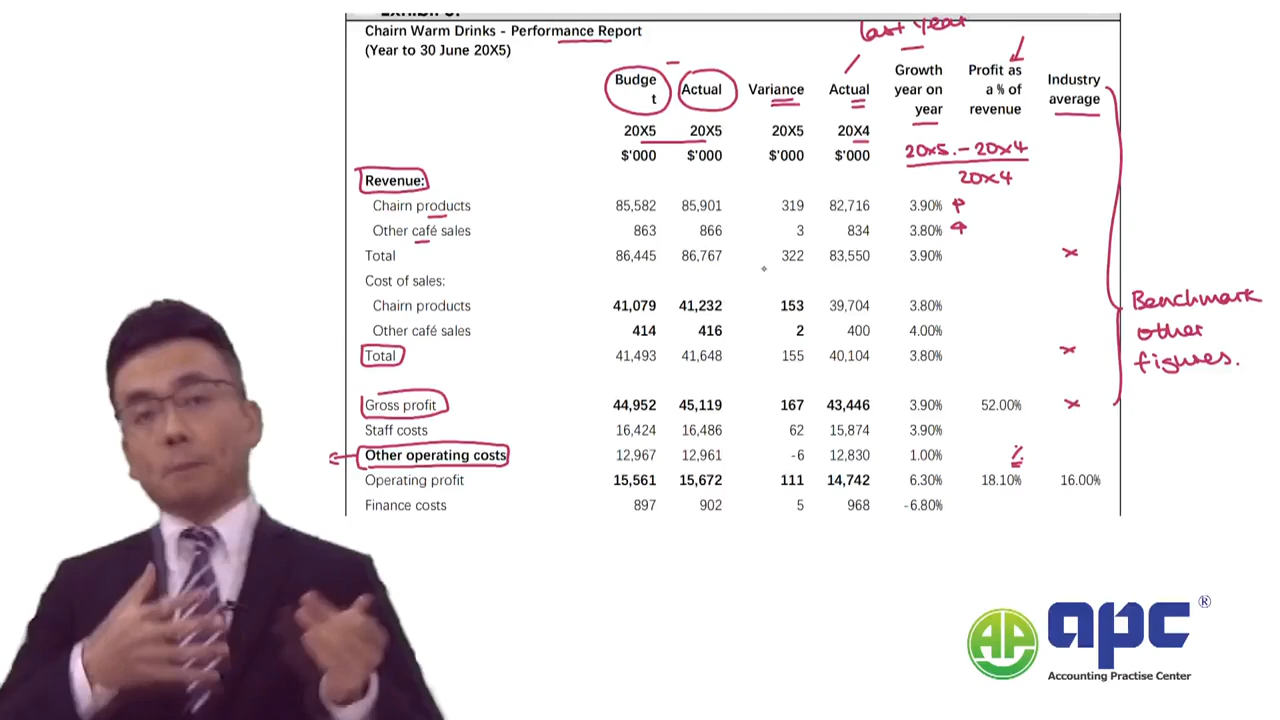 Chairn Warm Drinks - Performance Report
(Year to 30 June 20X5)
last year
Budge
t
Actual
Variance
Actual
Growth
year on
year
Profit as
a % of
revenue
Industry
average
20X5 20X5 20X5 20X4
$'000 $'000 $'000 $'000
20x5.-20x4
20x4
Revenue:
Chairn products 85,582 85,901 319 82,716 3.90%
Other café sales 863 866 3 834 3.80%
Total 86,445 86,767 322 83,550 3.90% x
Cost of sales:
Chairn products 41,079 41,232 153 39,704 3.80%
Other café sales 414 416 2 400 4.00%
Total 41,493 41,648 155 40,104 3.80% x
Gross profit 44,952 45,119 167 43,446 3.90% 52.00% x
Staff costs 16,424 16,486 62 15,874 3.90%
Other operating costs 12,967 12,961 -6 12,830 1.00% %
Operating profit 15,561 15,672 111 14,742 6.30% 18.10% 16.00%
Finance costs 897 902 5 968 -6.80%
Benchmark
other
figures.
AP
apc®
Accounting Practise Center